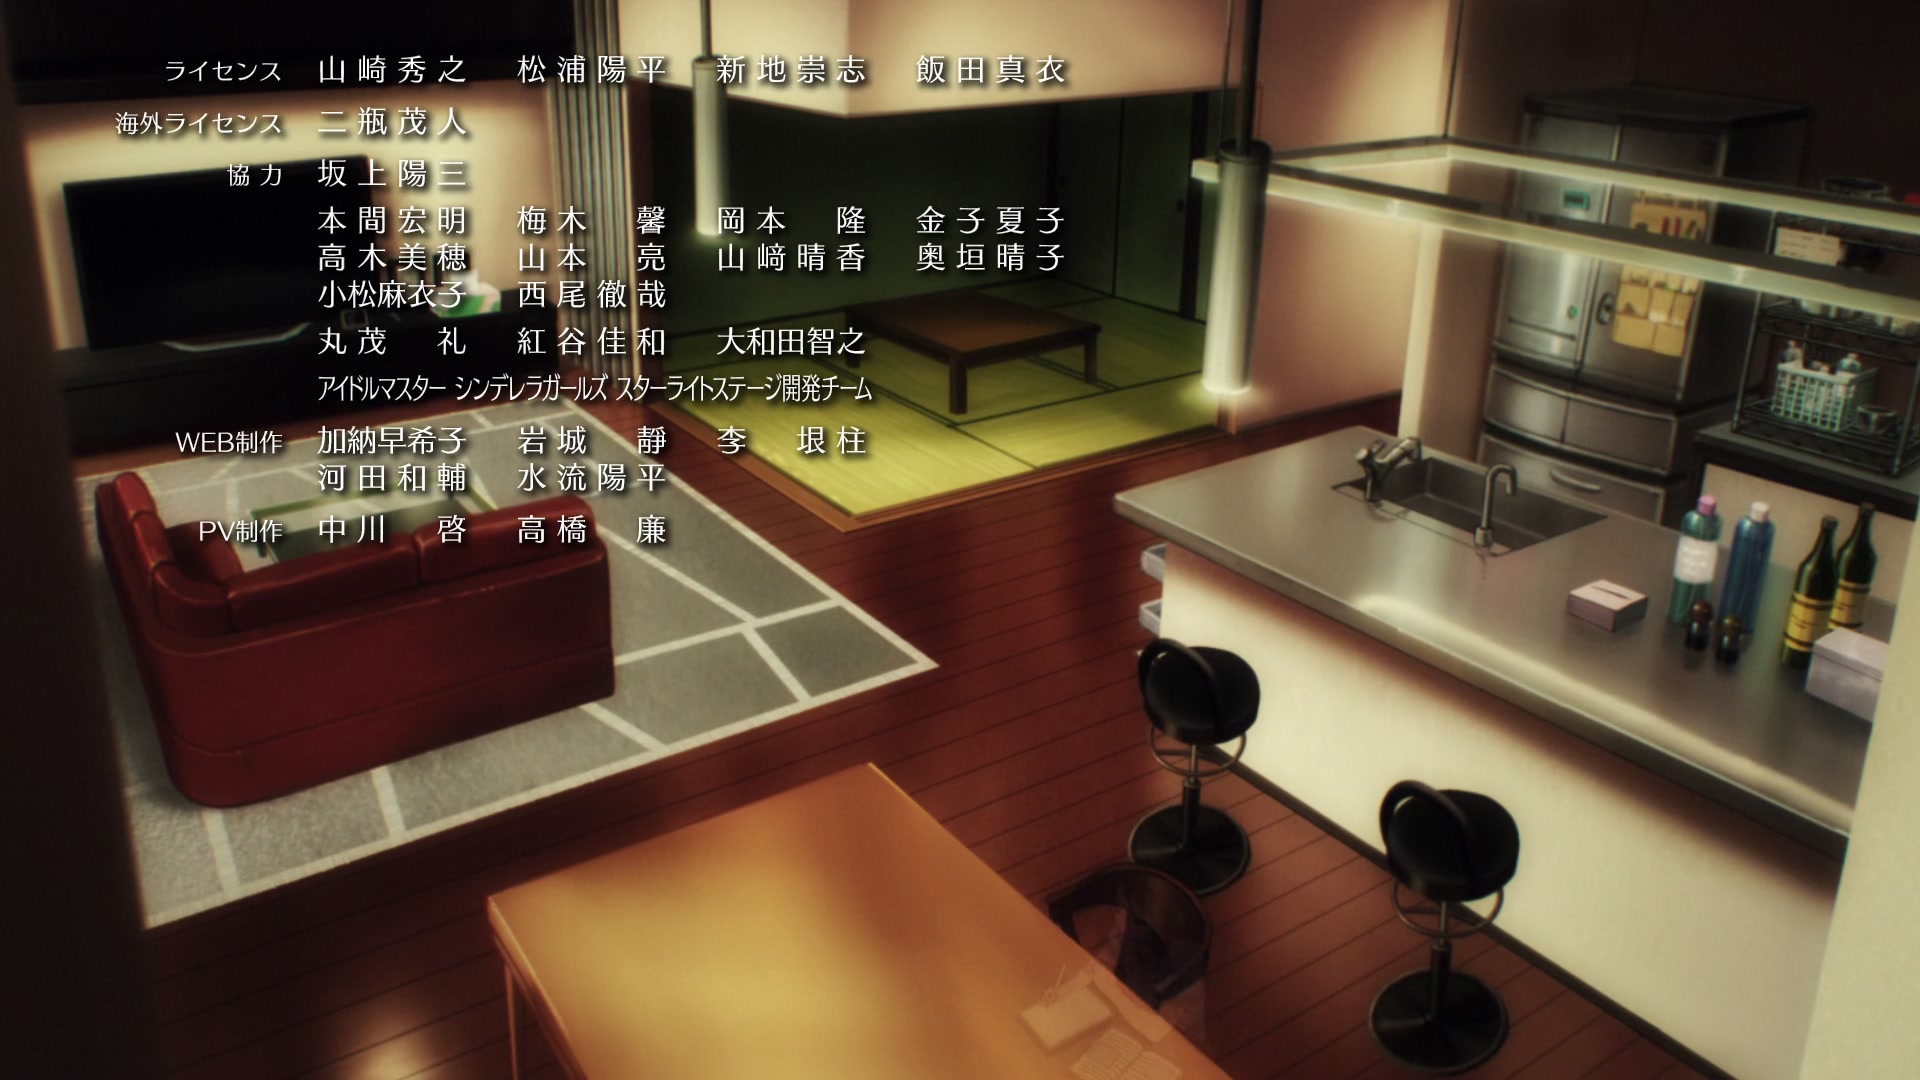 ライセンス 山崎秀之 松浦陽平 新地崇志 飯田真衣
海外ライセンス 二瓶茂人
協力 坂上陽三
本間宏明 梅木馨 岡本隆 金子夏子
高木美穂 山本亮 山﨑晴香 奥垣晴子
小松麻衣子 西尾徹哉
丸茂礼 紅谷佳和 大和田智之
アイドルマスター シンデレラガールズ スターライトステージ開発チーム
WEB制作 加納早希子 岩城靜 李垠柱
河田和輔 水流陽平
PV制作 中川啓 高橋廉